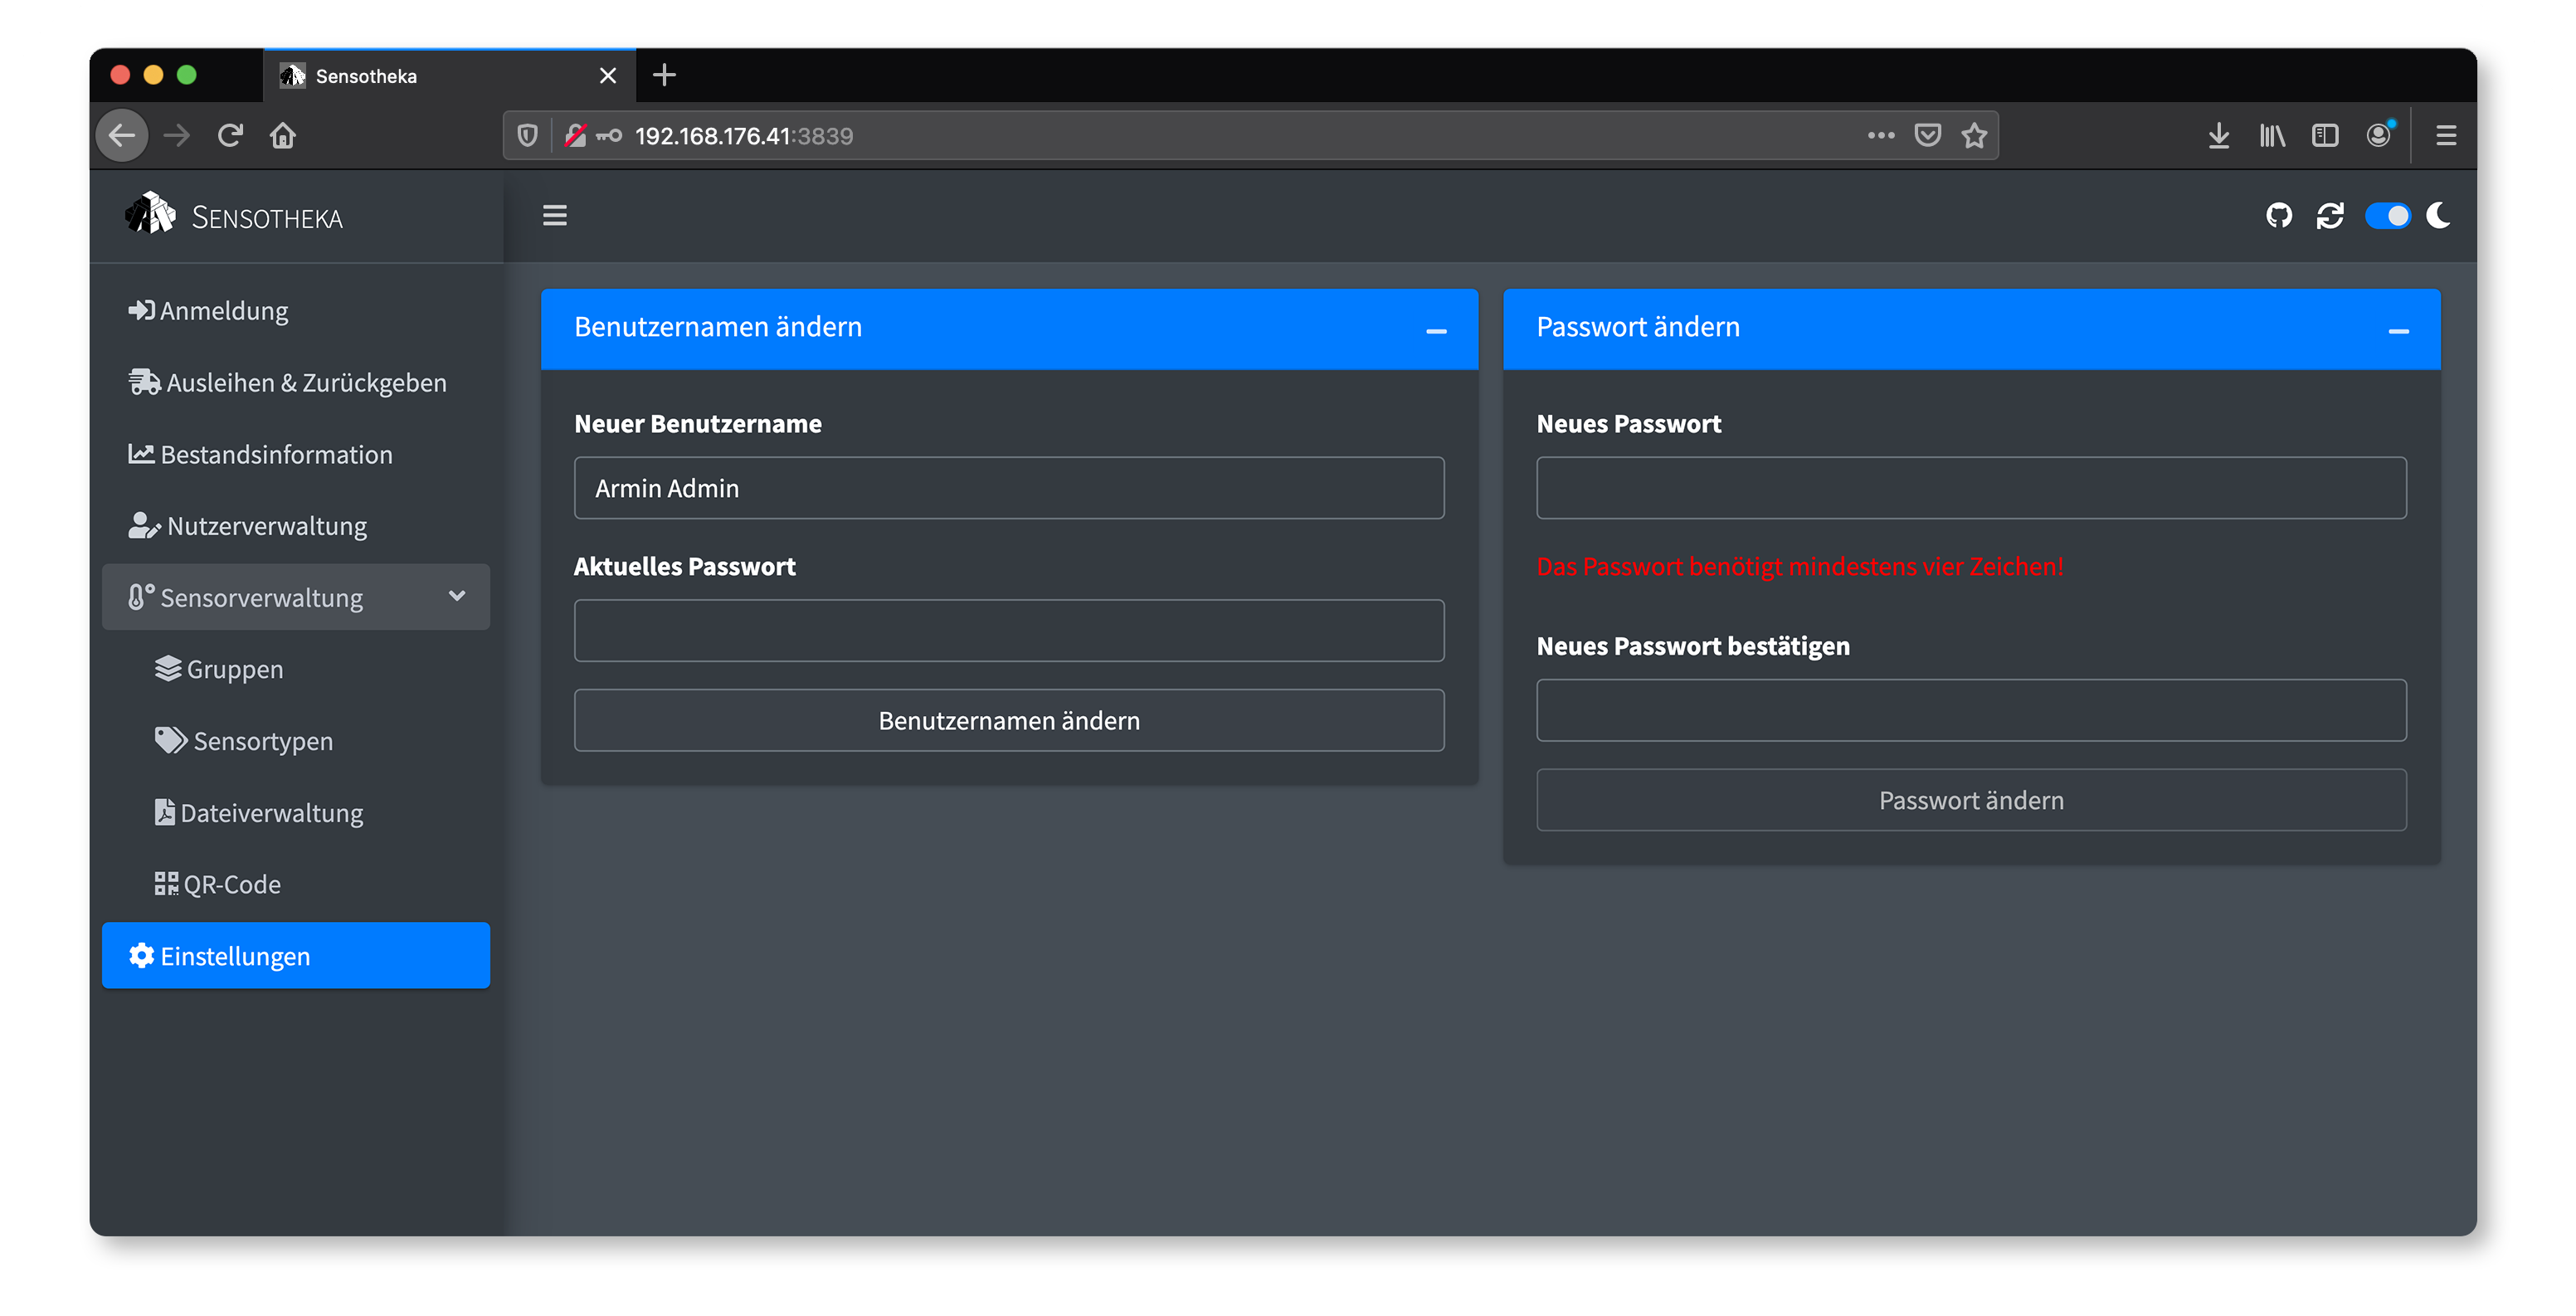 Sensotheka
192.168.176.41:3839
SENSOTHEKA
Anmeldung
Ausleihen & Zurückgeben
Bestandsinformation
Nutzerverwaltung
Sensorverwaltung
Gruppen
Sensortypen
Dateiverwaltung
QR-Code
Einstellungen
Benutzernamen ändern
Neuer Benutzername
Armin Admin
Aktuelles Passwort
Benutzernamen ändern
Passwort ändern
Neues Passwort
Das Passwort benötigt mindestens vier Zeichen!
Neues Passwort bestätigen
Passwort ändern